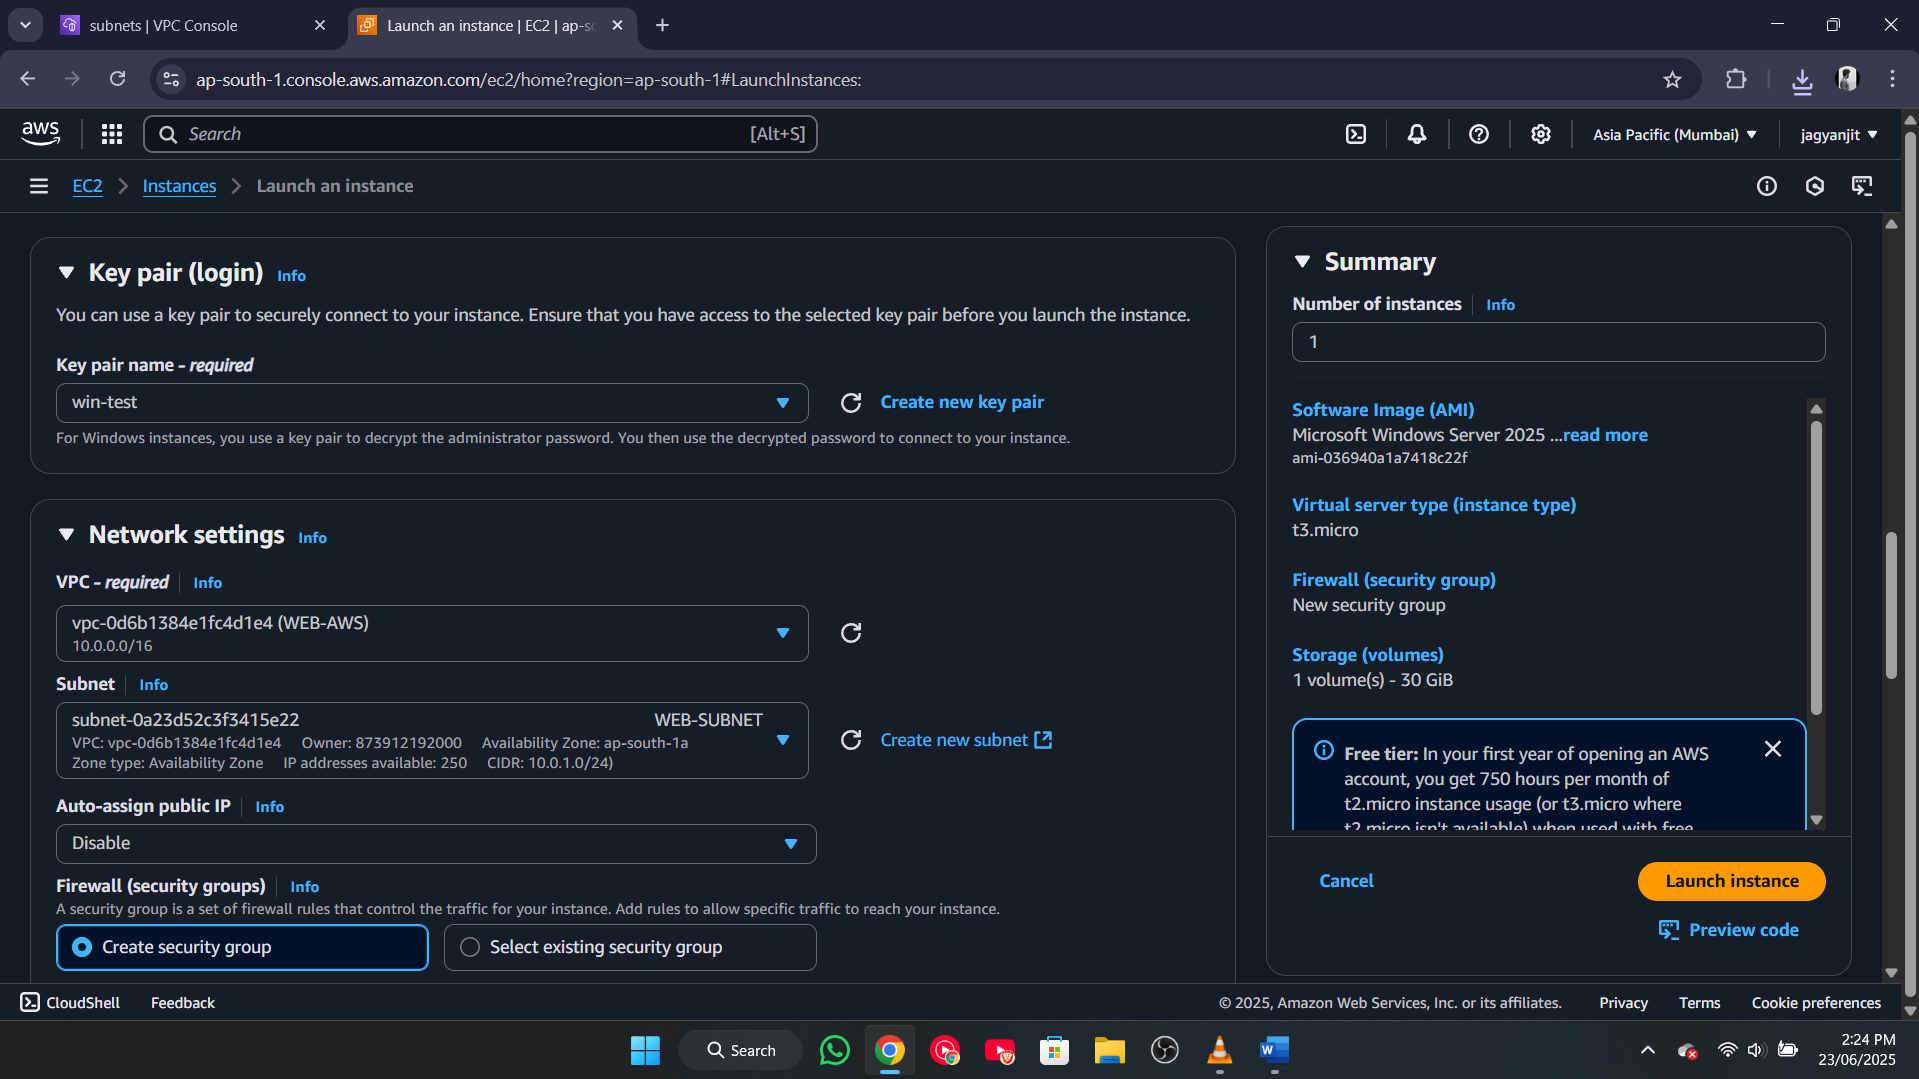 subnets | VPC Console
Launch an instance | EC2 | ap-so
ap-south-1.console.aws.amazon.com/ec2/home?region=ap-south-1#LaunchInstances:
aws
Search
[Alt+S]
Asia Pacific (Mumbai)
jagyanjit
EC2
Instances
Launch an instance
Key pair (login) Info
You can use a key pair to securely connect to your instance. Ensure that you have access to the selected key pair before you launch the instance.
Key pair name - required
win-test
Create new key pair
For Windows instances, you use a key pair to decrypt the administrator password. You then use the decrypted password to connect to your instance.
Network settings Info
VPC - required Info
vpc-0d6b1384e1fc4d1e4 (WEB-AWS)
10.0.0.0/16
Subnet Info
subnet-0a23d52c3f3415e22 WEB-SUBNET
VPC: vpc-0d6b1384e1fc4d1e4 Owner: 873912192000 Availability Zone: ap-south-1a
Zone type: Availability Zone IP addresses available: 250 CIDR: 10.0.1.0/24)
Create new subnet
Auto-assign public IP Info
Disable
Firewall (security groups) Info
A security group is a set of firewall rules that control the traffic for your instance. Add rules to allow specific traffic to reach your instance.
Create security group
Select existing security group
Summary
Number of instances Info
1
Software Image (AMI)
Microsoft Windows Server 2025 ...read more
ami-036940a1a7418c22f
Virtual server type (instance type)
t3.micro
Firewall (security group)
New security group
Storage (volumes)
1 volume(s) - 30 GiB
Free tier: In your first year of opening an AWS
account, you get 750 hours per month of
t2.micro instance usage (or t3.micro where
t2.micro isn't available) when used with free
Cancel
Launch instance
Preview code
CloudShell
Feedback
© 2025, Amazon Web Services, Inc. or its affiliates.
Privacy
Terms
Cookie preferences
Search
2:24 PM
23/06/2025